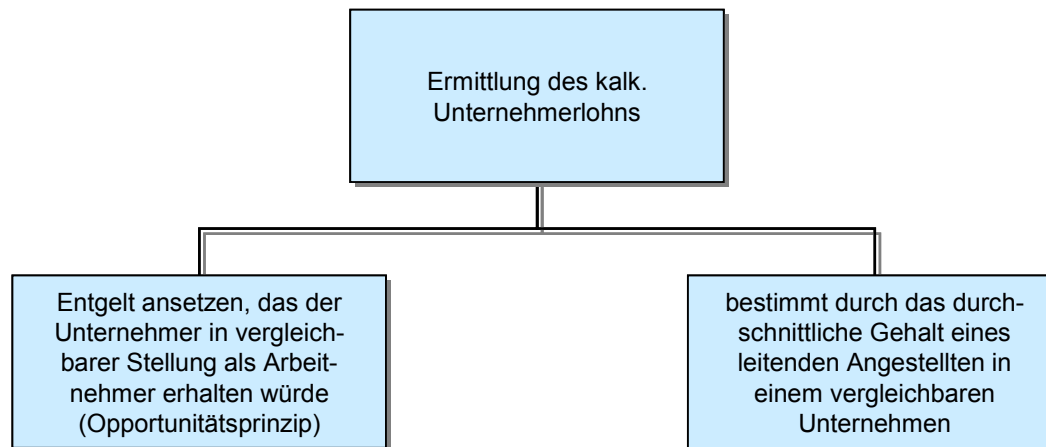 Ermittlung des kalk.
Unternehmerlohns
Entgelt ansetzen, das der
Unternehmer in vergleich-
barer Stellung als Arbeit-
nehmer erhalten würde
(Opportunitätsprinzip)
bestimmt durch das durch-
schnittliche Gehalt eines
leitenden Angestellten in
einem vergleichbaren
Unternehmen